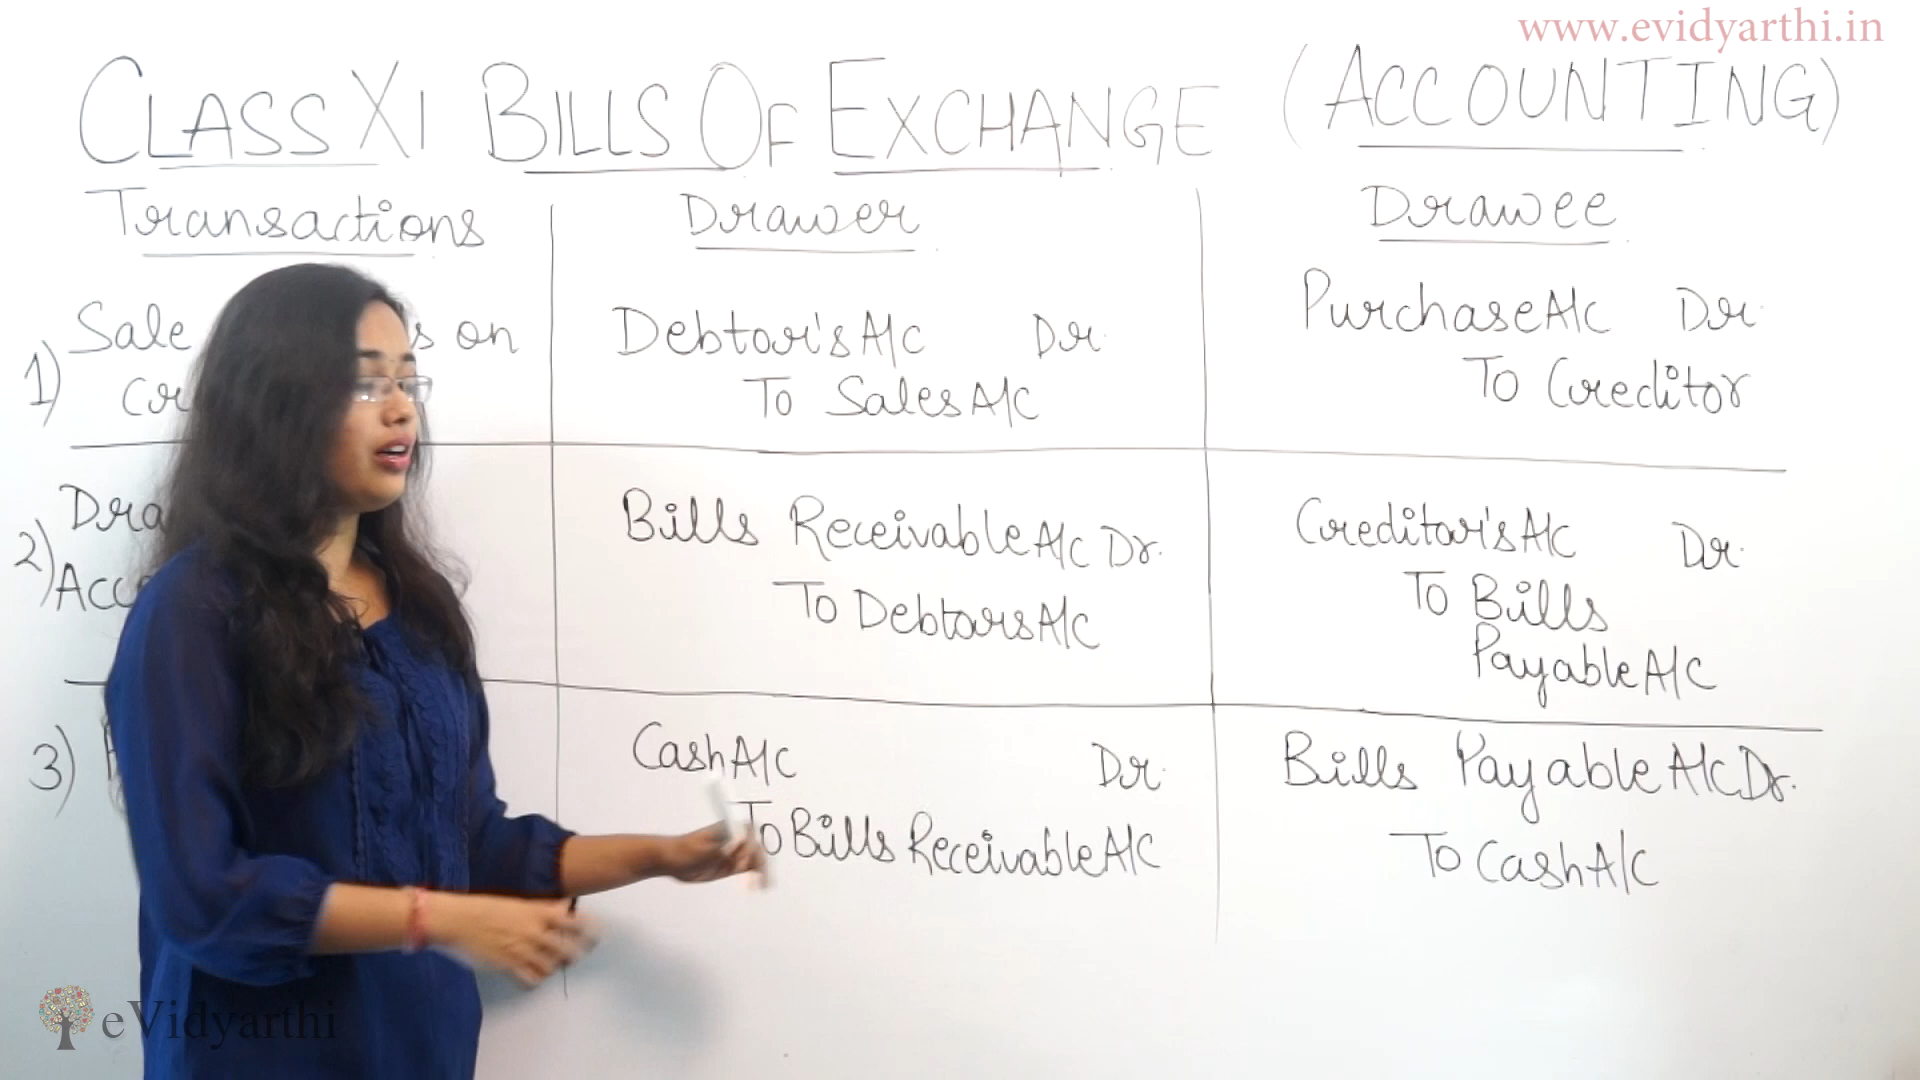 www.evidyarthi.in
CLASS XI BILLS OF EXCHANGE (ACCOUNTING)
Transactions
Drawer
Drawee
1) Sale on
Debtor's A/c Dr.
To Sales A/c
Purchase A/c Dr.
To Creditor
2)
Bills Receivable A/c Dr.
To Debtors A/c
Creditor's A/c Dr.
To Bills
Payable A/c
3)
Cash A/c Dr.
To Bills Receivable A/c
Bills Payable A/c Dr.
To Cash A/c
eVidyarthi